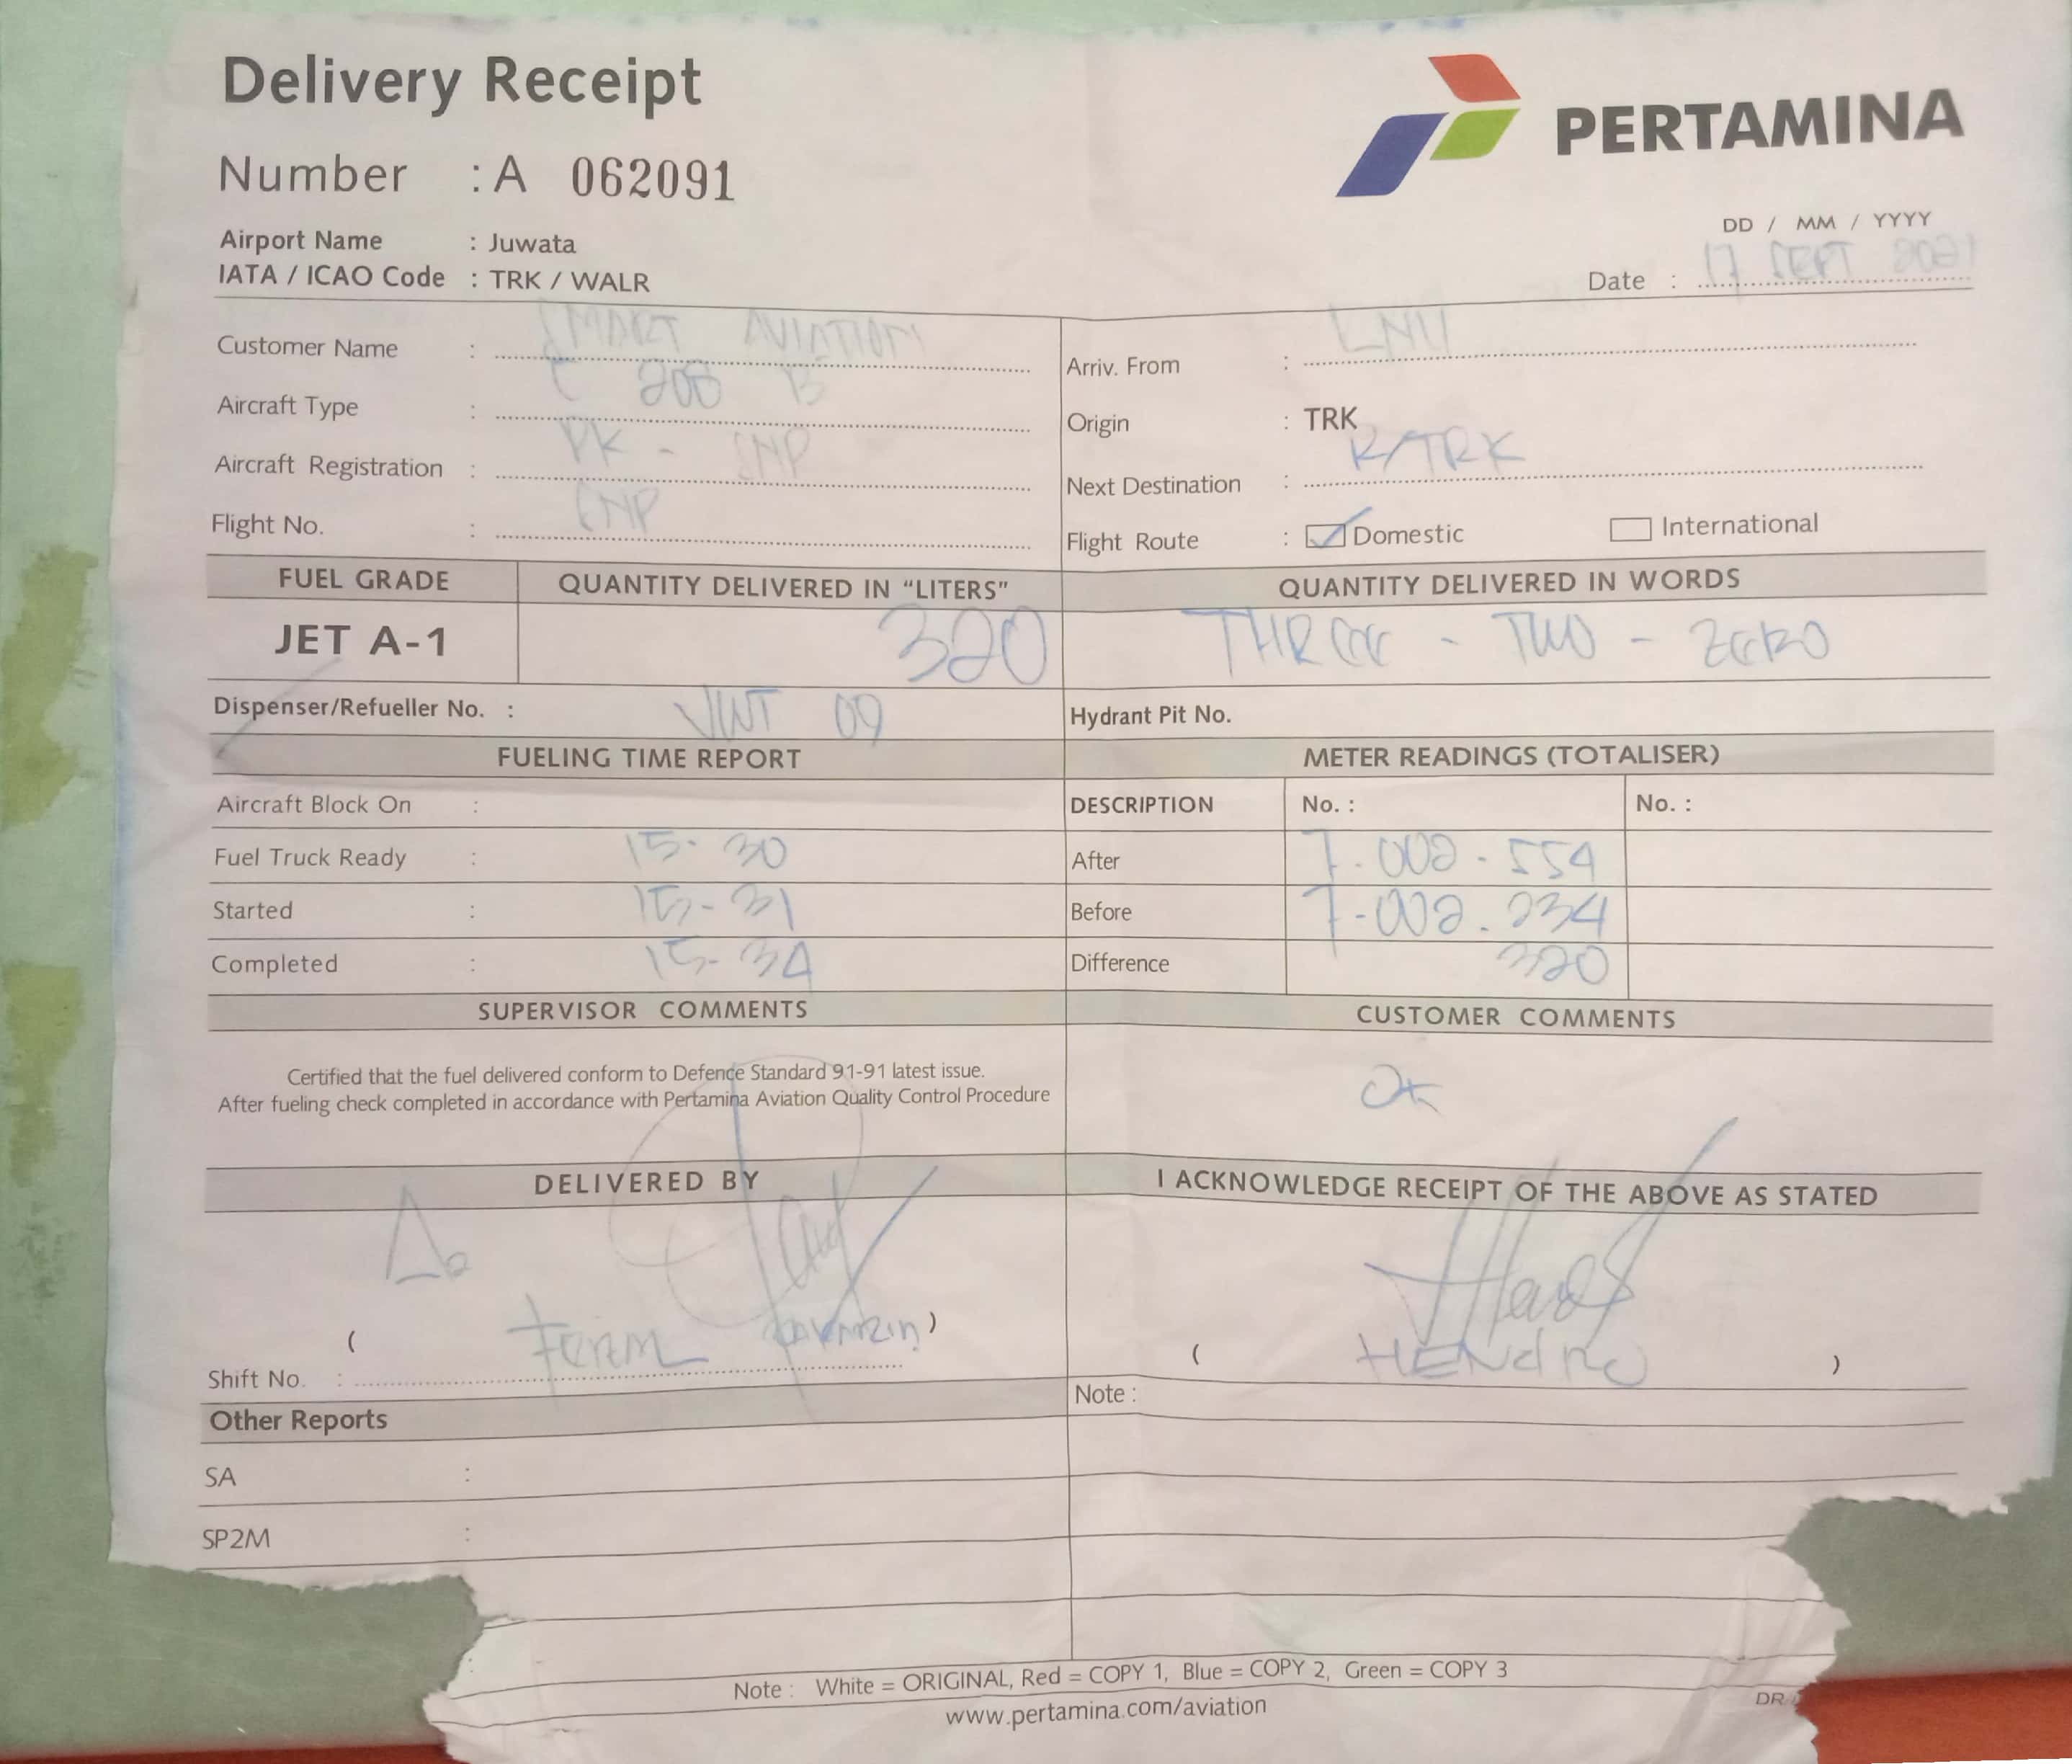 Delivery Receipt
PERTAMINA
Number : A 062091
DD / MM / YYYY
Airport Name : Juwata
IATA / ICAO Code : TRK / WALR
Date : 17 SEPT 2021
Customer Name : SMART AVIATION
Arriv. From : LNU
Aircraft Type : C 208 B
Origin : TRK
Aircraft Registration : PK - SNP
Next Destination : RTRK
Flight No. : SNP
Flight Route : Domestic International
FUEL GRADE QUANTITY DELIVERED IN “LITERS” QUANTITY DELIVERED IN WORDS
JET A-1 320 THREE - TWO - ZERO
Dispenser/Refueller No. : 09
Hydrant Pit No.
FUELING TIME REPORT METER READINGS (TOTALISER)
Aircraft Block On :
DESCRIPTION No. : No. :
Fuel Truck Ready : 15.30
After 7.002.554
Started : 15-31
Before 7-002.234
Completed : 15-34
Difference 320
SUPERVISOR COMMENTS CUSTOMER COMMENTS
Certified that the fuel delivered conform to Defence Standard 91-91 latest issue.
After fueling check completed in accordance with Pertamina Aviation Quality Control Procedure
OK
DELIVERED BY I ACKNOWLEDGE RECEIPT OF THE ABOVE AS STATED
( )
( HENdRO )
Shift No. :
Note :
Other Reports
SA :
SP2M :
Note : White = ORIGINAL, Red = COPY 1, Blue = COPY 2, Green = COPY 3
www.pertamina.com/aviation
DR